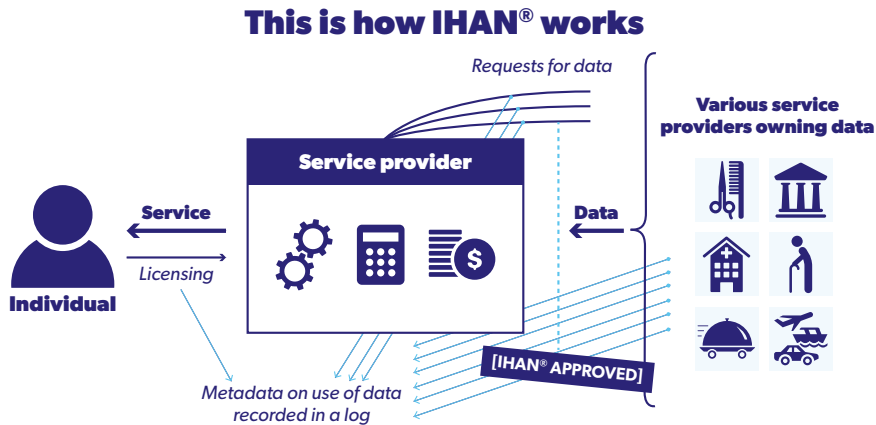 This is how IHAN® works
Requests for data
Various service
providers owning data
Service provider
Service
Data
$
Licensing
Individual
[IHAN® APPROVED]
Metadata on use of data
recorded in a log